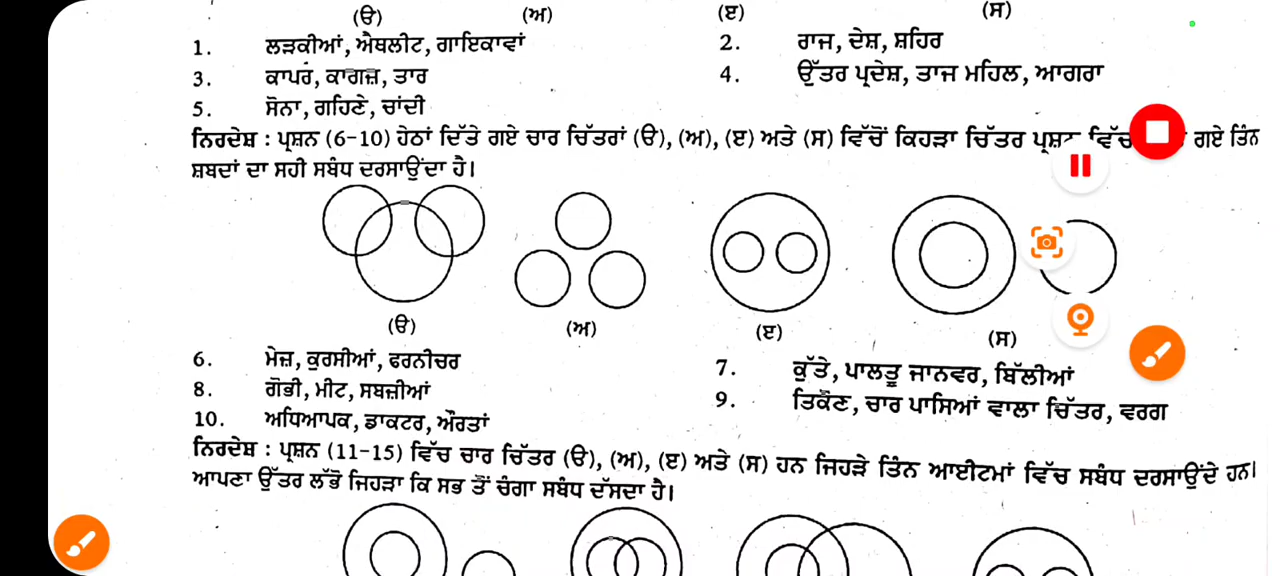 (ੳ) (ਅ) (ੲ) (ਸ)
1. ਲੜਕੀਆਂ, ਐਥਲੀਟ, ਗਾਇਕਾਵਾਂ
2. ਰਾਜ, ਦੇਸ਼, ਸ਼ਹਿਰ
3. ਕਾਪਰ, ਕਾਗਜ਼, ਤਾਰ
4. ਉੱਤਰ ਪ੍ਰਦੇਸ਼, ਤਾਜ ਮਹਿਲ, ਆਗਰਾ
5. ਸੋਨਾ, ਗਹਿਣੇ, ਚਾਂਦੀ
ਨਿਰਦੇਸ਼ : ਪ੍ਰਸ਼ਨ (6-10) ਹੇਠਾਂ ਦਿੱਤੇ ਗਏ ਚਾਰ ਚਿੱਤਰਾਂ (ੳ), (ਅ), (ੲ) ਅਤੇ (ਸ) ਵਿੱਚੋਂ ਕਿਹੜਾ ਚਿੱਤਰ ਵਿੱਚ ਗਏ ਤਿੰਨ
ਸ਼ਬਦਾਂ ਦਾ ਸਹੀ ਸਬੰਧ ਦਰਸਾਉਂਦਾ ਹੈ।
(ੳ) (ਅ) (ੲ) (ਸ)
6. ਮੇਜ਼, ਕੁਰਸੀਆਂ, ਫਰਨੀਚਰ
7. ਕੁੱਤੇ, ਪਾਲਤੂ ਜਾਨਵਰ, ਬਿੱਲੀਆਂ
8. ਗੋਭੀ, ਮੀਟ, ਸਬਜ਼ੀਆਂ
9. ਤਿਕੋਣ, ਚਾਰ ਪਾਸਿਆਂ ਵਾਲਾ ਚਿੱਤਰ, ਵਰਗ
10. ਅਧਿਆਪਕ, ਡਾਕਟਰ, ਔਰਤਾਂ
ਨਿਰਦੇਸ਼ : ਪ੍ਰਸ਼ਨ (11-15) ਵਿੱਚ ਚਾਰ ਚਿੱਤਰ (ੳ), (ਅ), (ੲ) ਅਤੇ (ਸ) ਹਨ ਜਿਹੜੇ ਤਿੰਨ ਆਈਟਮਾਂ ਵਿੱਚ ਸਬੰਧ ਦਰਸਾਉਂਦੇ ਹਨ।
ਆਪਣਾ ਉੱਤਰ ਲੱਭੋ ਜਿਹੜਾ ਕਿ ਸਭ ਤੋਂ ਚੰਗਾ ਸਬੰਧ ਦੱਸਦਾ ਹੈ।